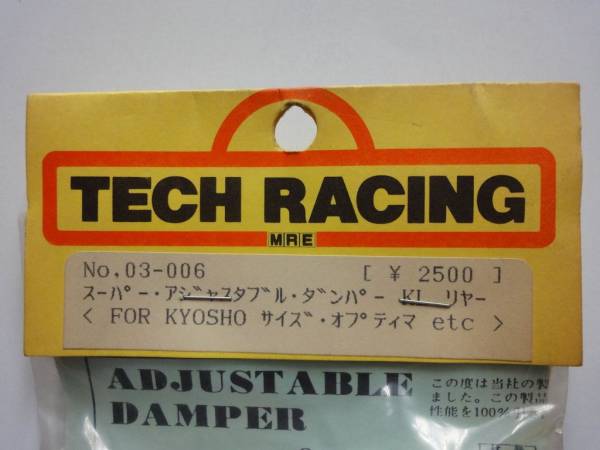 TECH RACING
MRE
No.03-006 [ ¥ 2500 ]
スーパー・アジャスタブル・ダンパー KL リヤー
< FOR KYOSHO サイズ・オプティマ etc >
ADJUSTABLE
DAMPER
この度は当社の製
ました。この製品
性能を100%